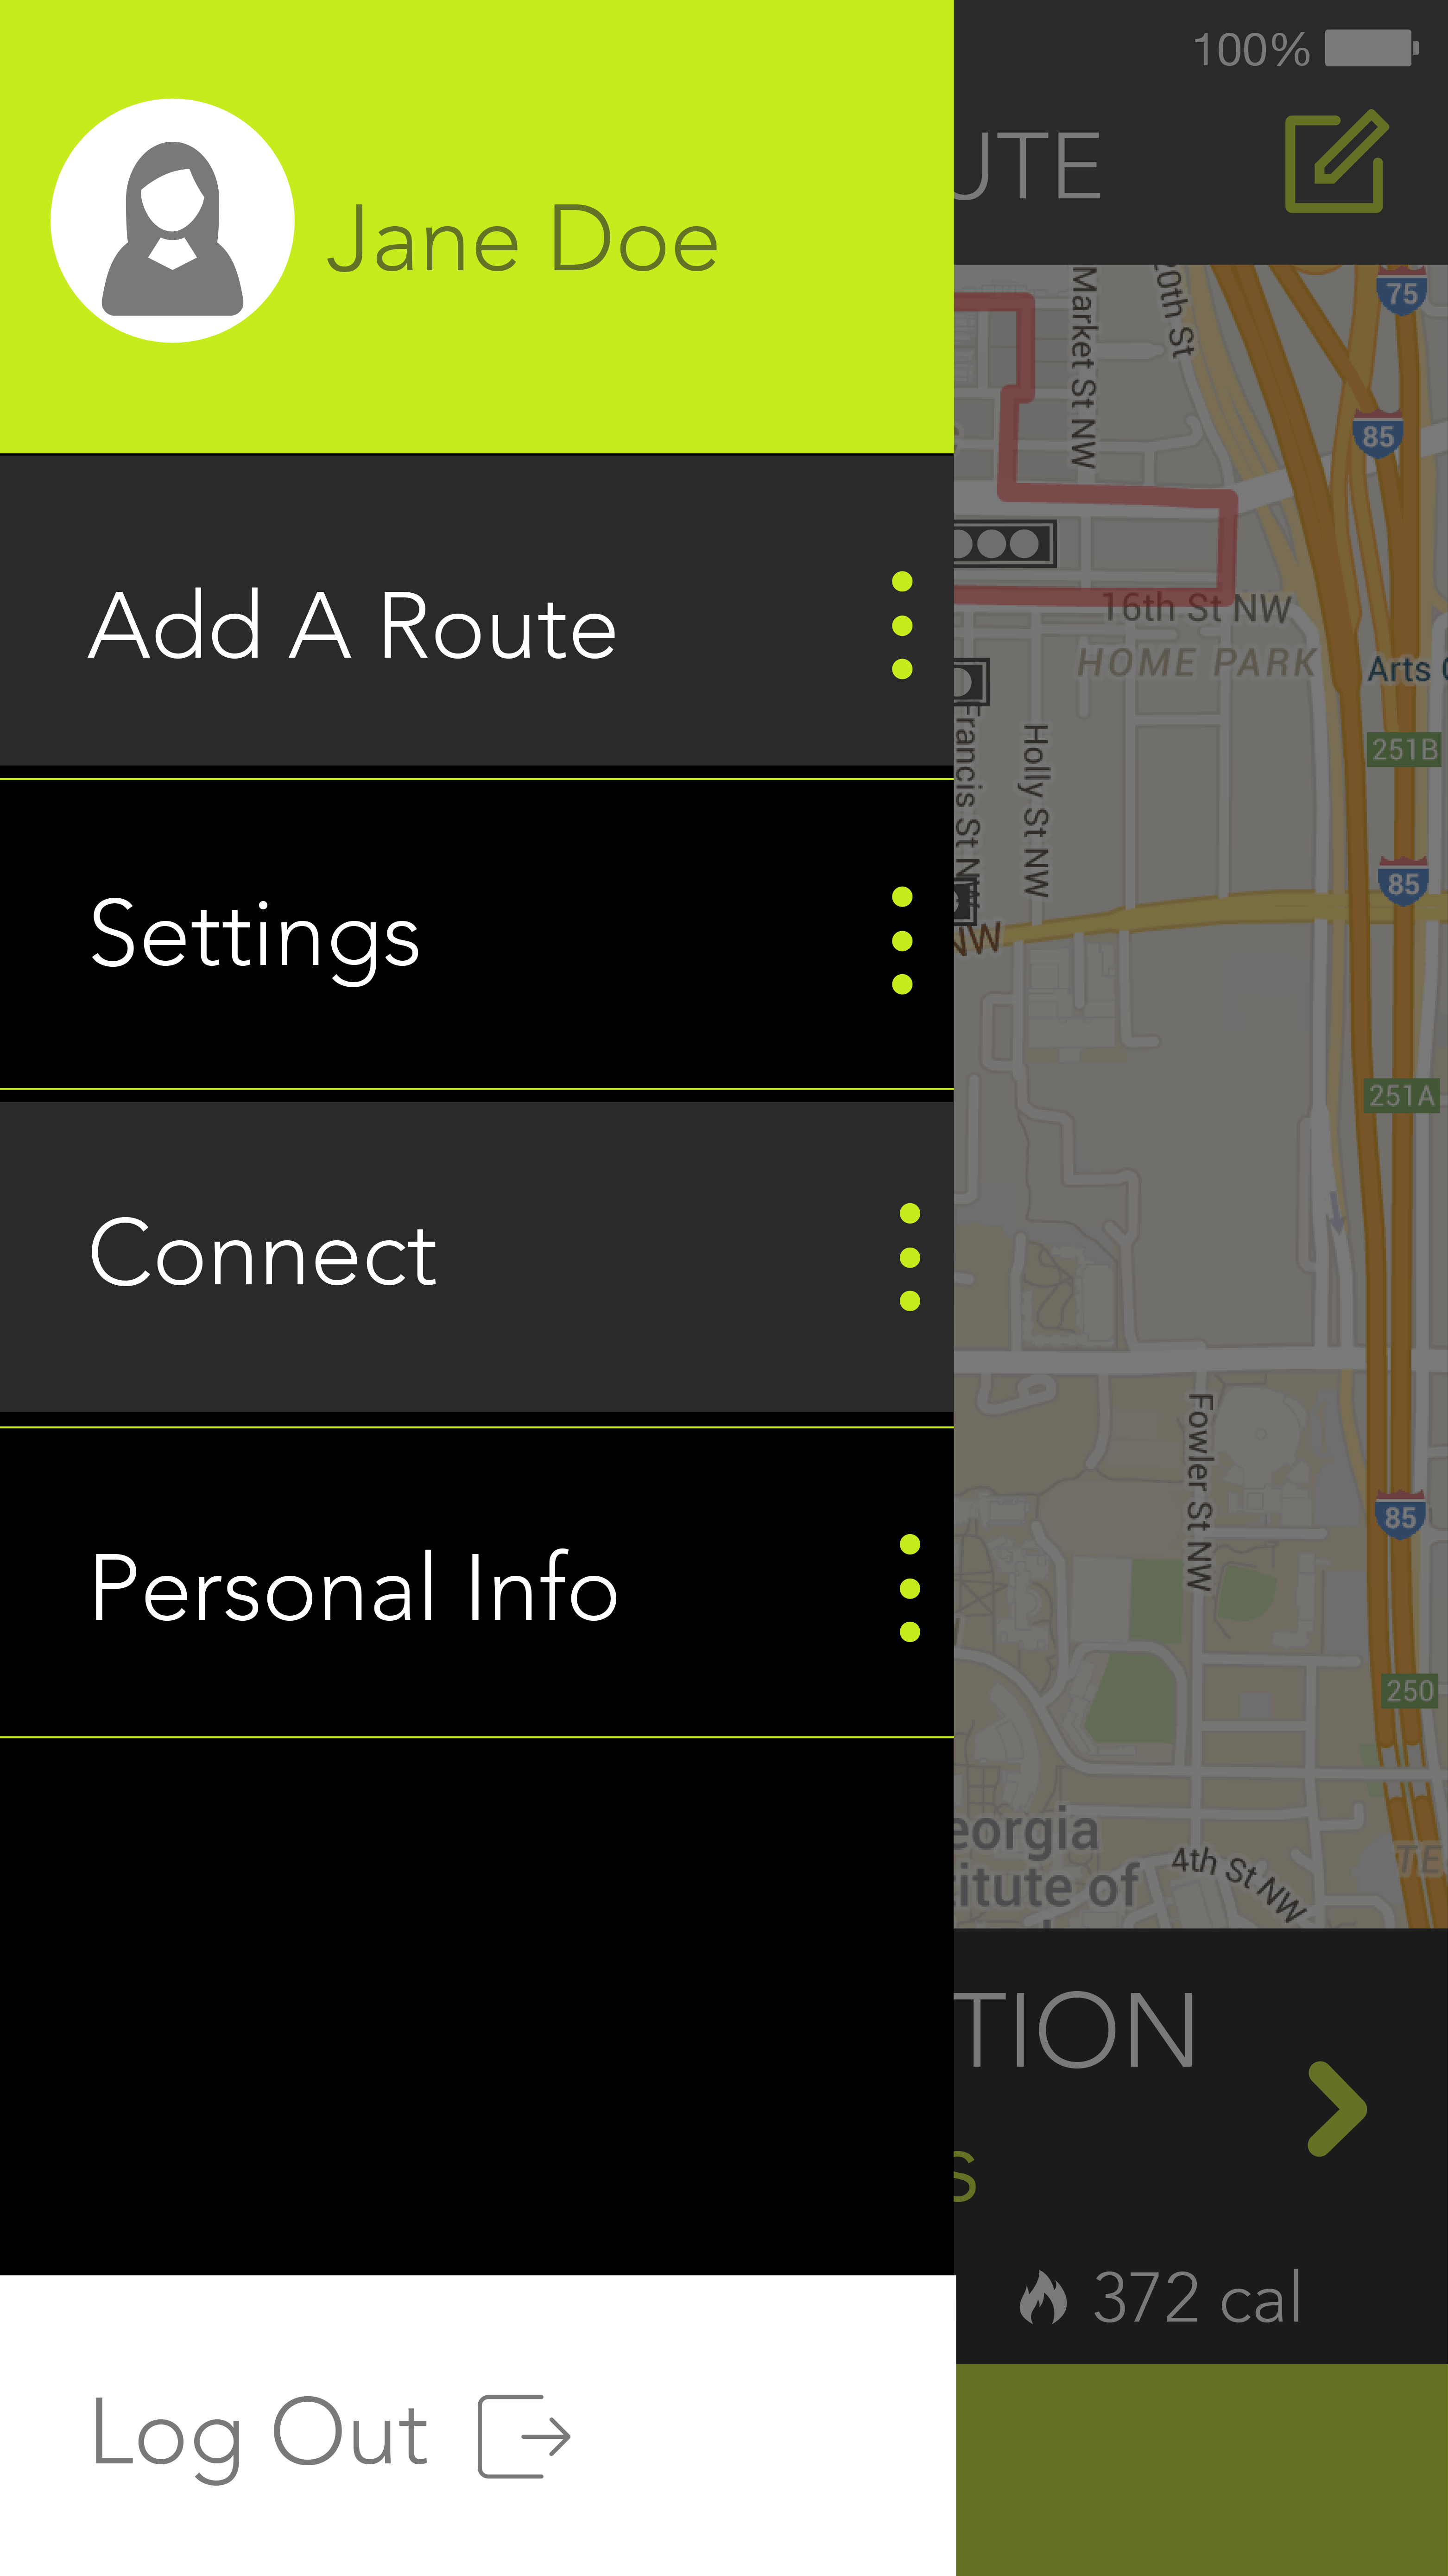 100%
UTE
Jane Doe
Add A Route
Settings
Connect
Personal Info
Log Out
Market St NW
20th St
75
85
16th St NW
HOME PARK
Arts
251B
Francis St NW
Holly St NW
85
NW
251A
Fowler St NW
85
250
eorgia
itute of
4th St NW
TE
TION
s
372 cal